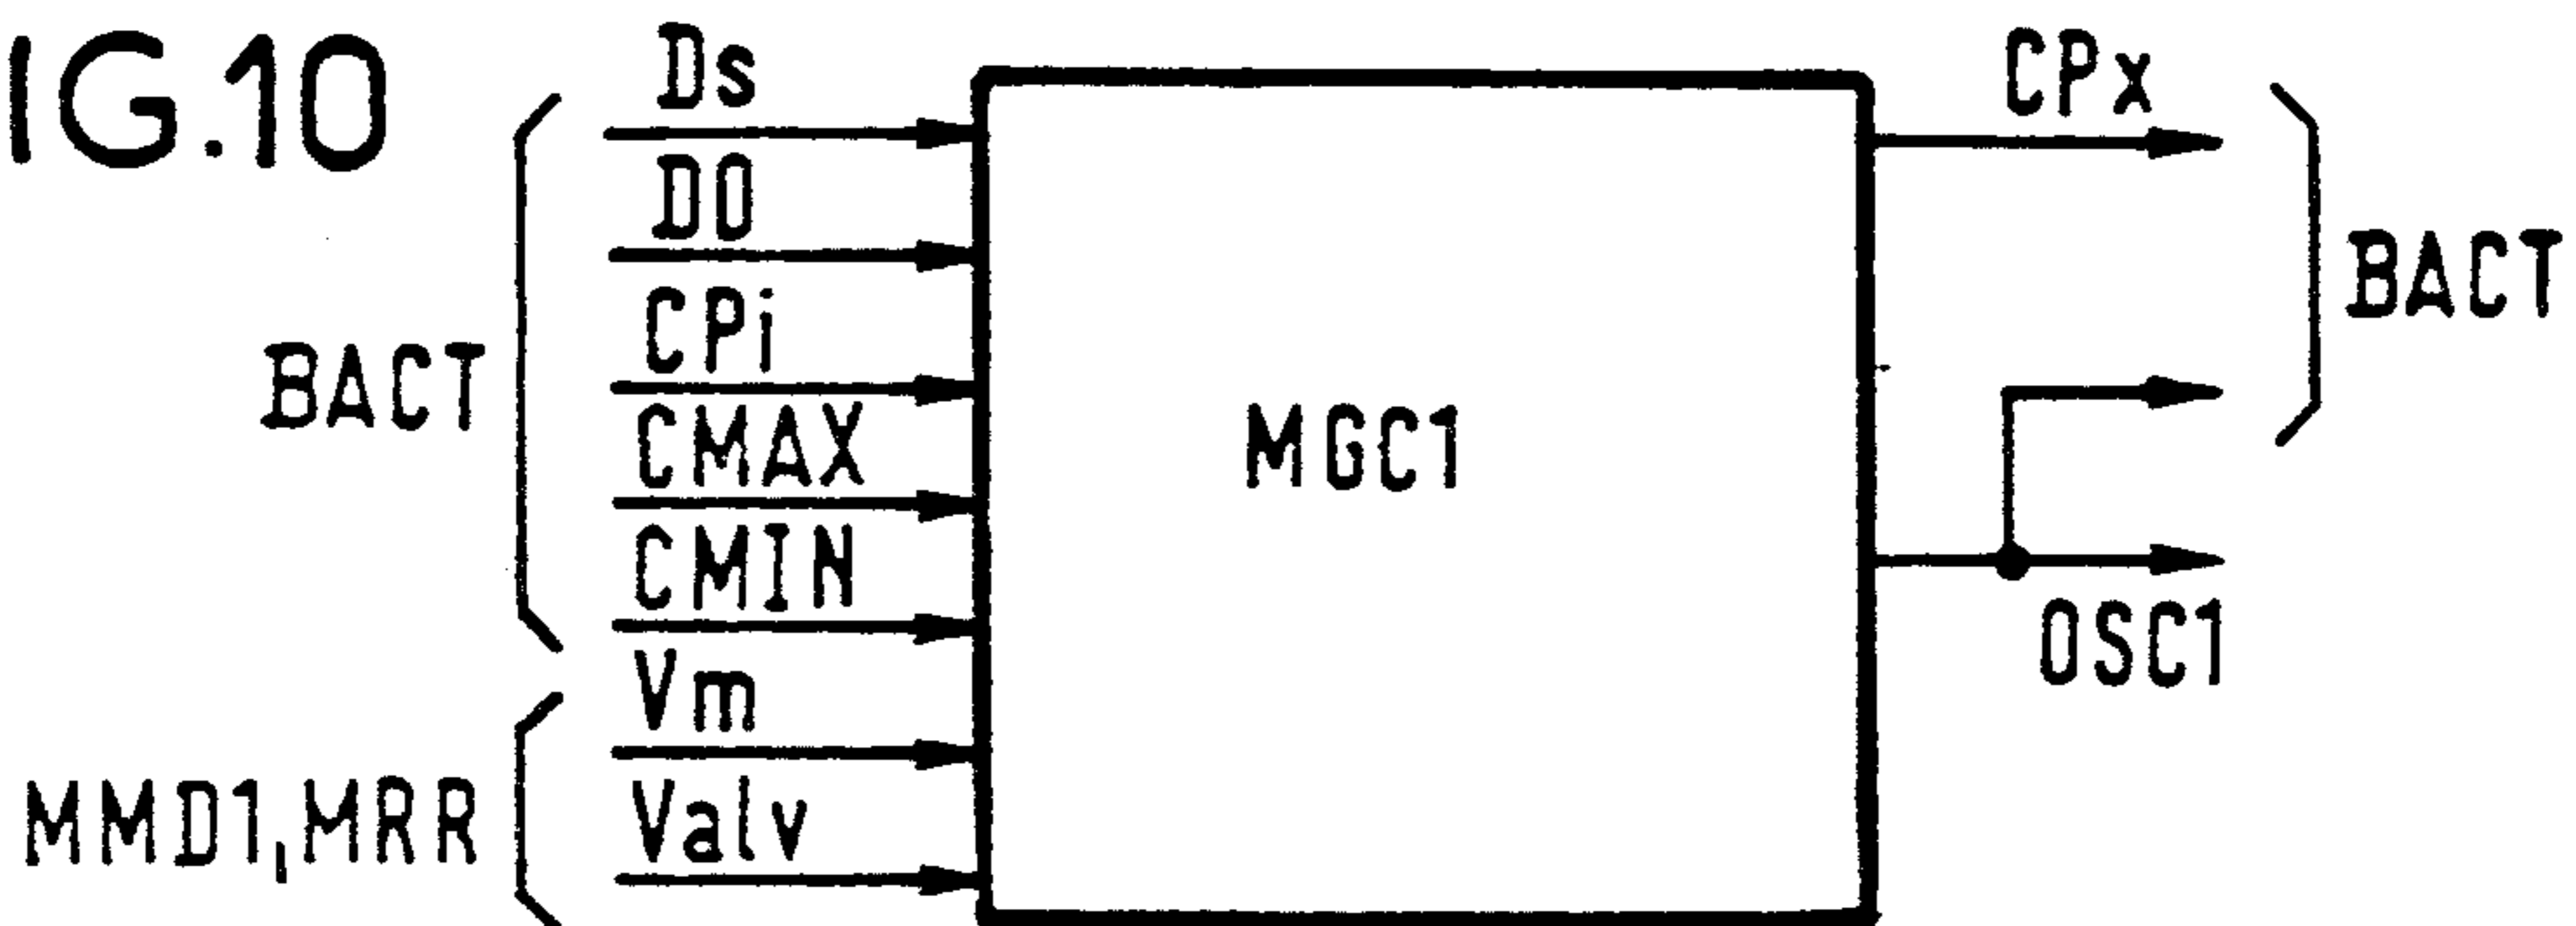 IG.10
Ds
D0
CPi
CMAX
CMIN
Vm
Valv
BACT
MMD1,MRR
MGC1
CPx
BACT
OSC1